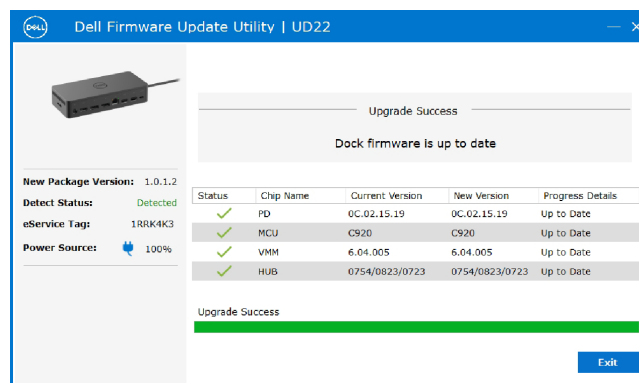 DELL Dell Firmware Update Utility | UD22
Upgrade Success
Dock firmware is up to date
New Package Version: 1.0.1.2
Detect Status: Detected
eService Tag: 1RRK4K3
Power Source: 100%
Status Chip Name Current Version New Version Progress Details
PD 0C.02.15.19 0C.02.15.19 Up to Date
MCU C920 C920 Up to Date
VMM 6.04.005 6.04.005 Up to Date
HUB 0754/0823/0723 0754/0823/0723 Up to Date
Upgrade Success
Exit